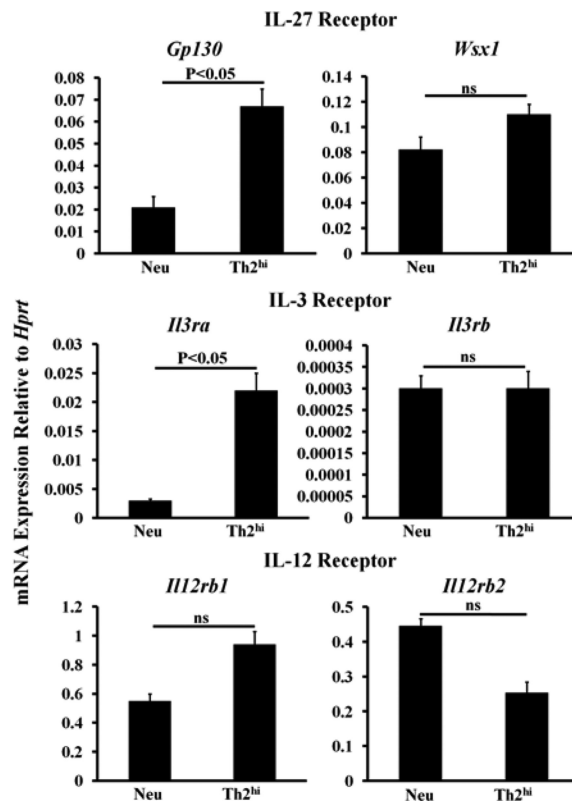 IL-27 Receptor
Gp130
Wsx1
P<0.05
ns
0.08
0.07
0.06
0.05
0.04
0.03
0.02
0.01
0
0.14
0.12
0.1
0.08
0.06
0.04
0.02
0
Neu
Th2hi
Neu
Th2hi
IL-3 Receptor
Il3ra
Il3rb
P<0.05
ns
0.03
0.025
0.02
0.015
0.01
0.005
0
0.0004
0.00035
0.0003
0.00025
0.0002
0.00015
0.0001
0.00005
0
Neu
Th2hi
Neu
Th2hi
IL-12 Receptor
Il12rb1
Il12rb2
ns
ns
1.2
1
0.8
0.6
0.4
0.2
0
0.5
0.4
0.3
0.2
0.1
0
Neu
Th2hi
Neu
Th2hi
mRNA Expression Relative to Hprt